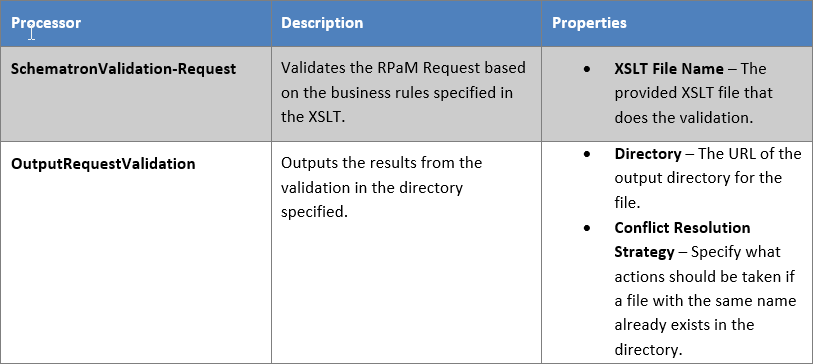 Processor
Description
Properties
SchematronValidation-Request
Validates the RPaM Request based
on the business rules specified in
the XSLT.
• XSLT File Name – The
provided XSLT file that
does the validation.
OutputRequestValidation
Outputs the results from the
validation in the directory
specified.
• Directory – The URL of the
output directory for the
file.
• Conflict Resolution
Strategy – Specify what
actions should be taken if
a file with the same name
already exists in the
directory.